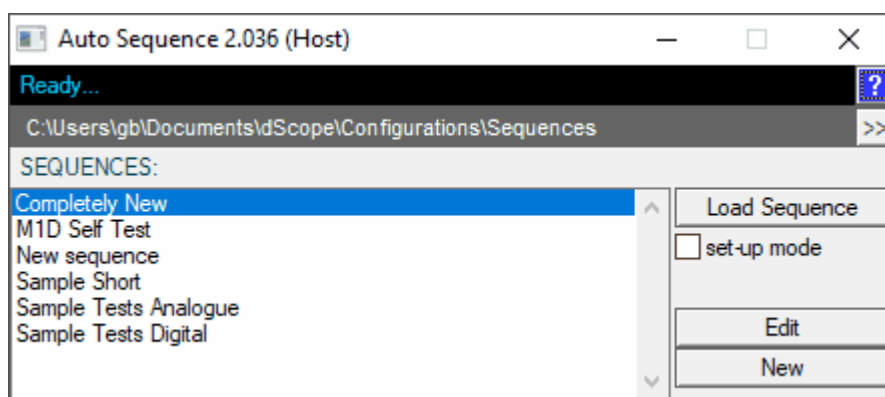 Auto Sequence 2.036 (Host)
Ready...
?
C:\Users\gb\Documents\dScope\Configurations\Sequences
>>
SEQUENCES:
Completely New
M1D Self Test
New sequence
Sample Short
Sample Tests Analogue
Sample Tests Digital
Load Sequence
set-up mode
Edit
New